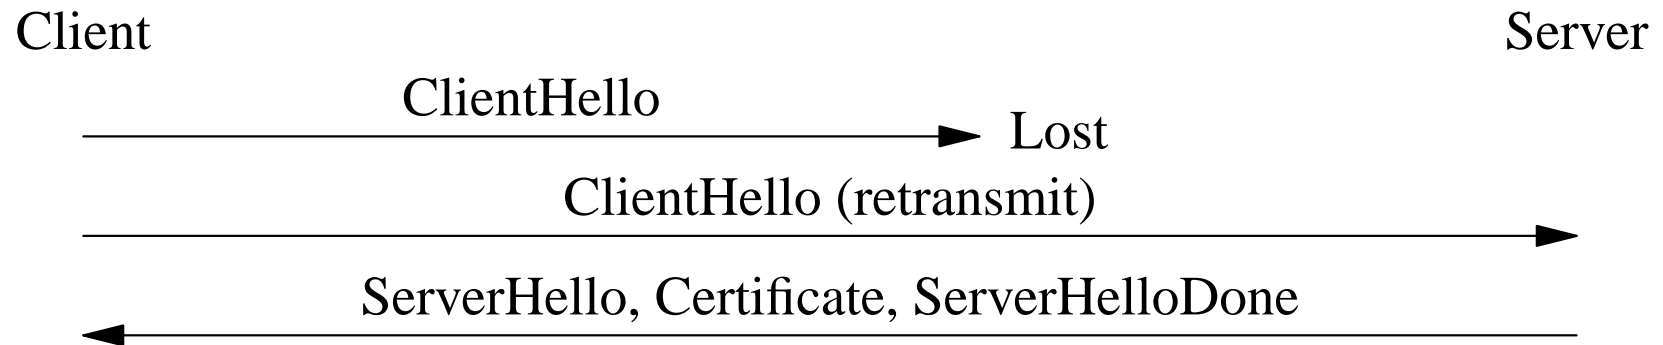 Client Server
ClientHello
Lost
ClientHello (retransmit)
ServerHello, Certificate, ServerHelloDone